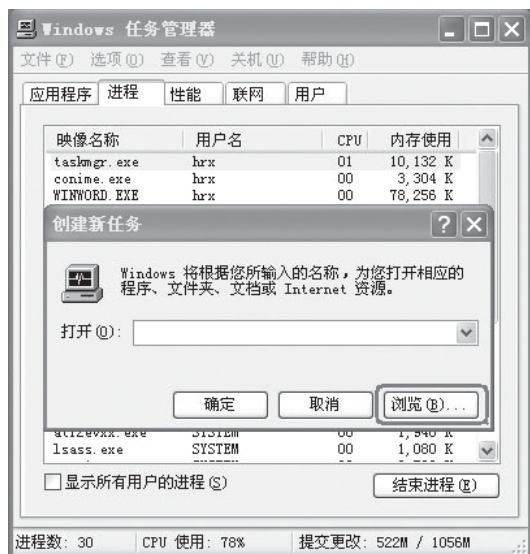 Windows 任务管理器
文件(F) 选项(O) 查看(V) 关机(U) 帮助(H)
应用程序 进程 性能 联网 用户
映像名称 用户名 CPU 内存使用
taskmgr.exe hrx 01 10,132 K
conime.exe hrx 00 3,304 K
WINWORD.EXE hrx 00 78,256 K
创建新任务
Windows 将根据您所输入的名称，为您打开相应的
程序、文件夹、文档或 Internet 资源。
打开(O):
确定 取消 浏览(B)...
SYSTEM 00 1,940 K
lsass.exe SYSTEM 00 1,080 K
显示所有用户的进程(S) 结束进程(E)
进程数: 30 CPU 使用: 78% 提交更改: 522M / 1056M